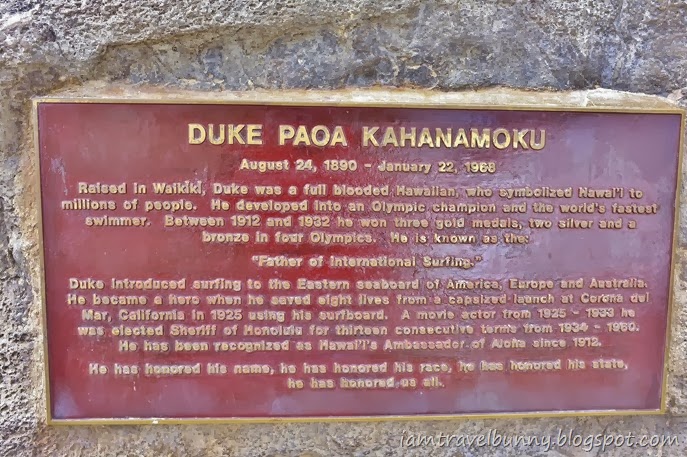 DUKE PAOA KAHANAMOKU
August 24, 1890 - January 22, 1968
Raised in Waikiki, Duke was a full blooded Hawaiian, who symbolized Hawai'i to
millions of people. He developed into an Olympic champion and the world's fastest
swimmer. Between 1912 and 1932 he won three gold medals, two silver and a
bronze in four Olympics. He is known as the:
"Father of International Surfing."
Duke introduced surfing to the Eastern seaboard of America, Europe and Australia.
He became a hero when he saved eight lives from a capsized launch at Corona del
Mar, California in 1925 using his surfboard. A movie actor from 1925 - 1933 he
was elected Sheriff of Honolulu for thirteen consecutive terms from 1934 - 1960.
He has been recognized as Hawai'i's Ambassador of Aloha since 1912.
He has honored his name, he has honored his race, he has honored his state,
he has honored us all.
iamtravelbunny.blogspot.com